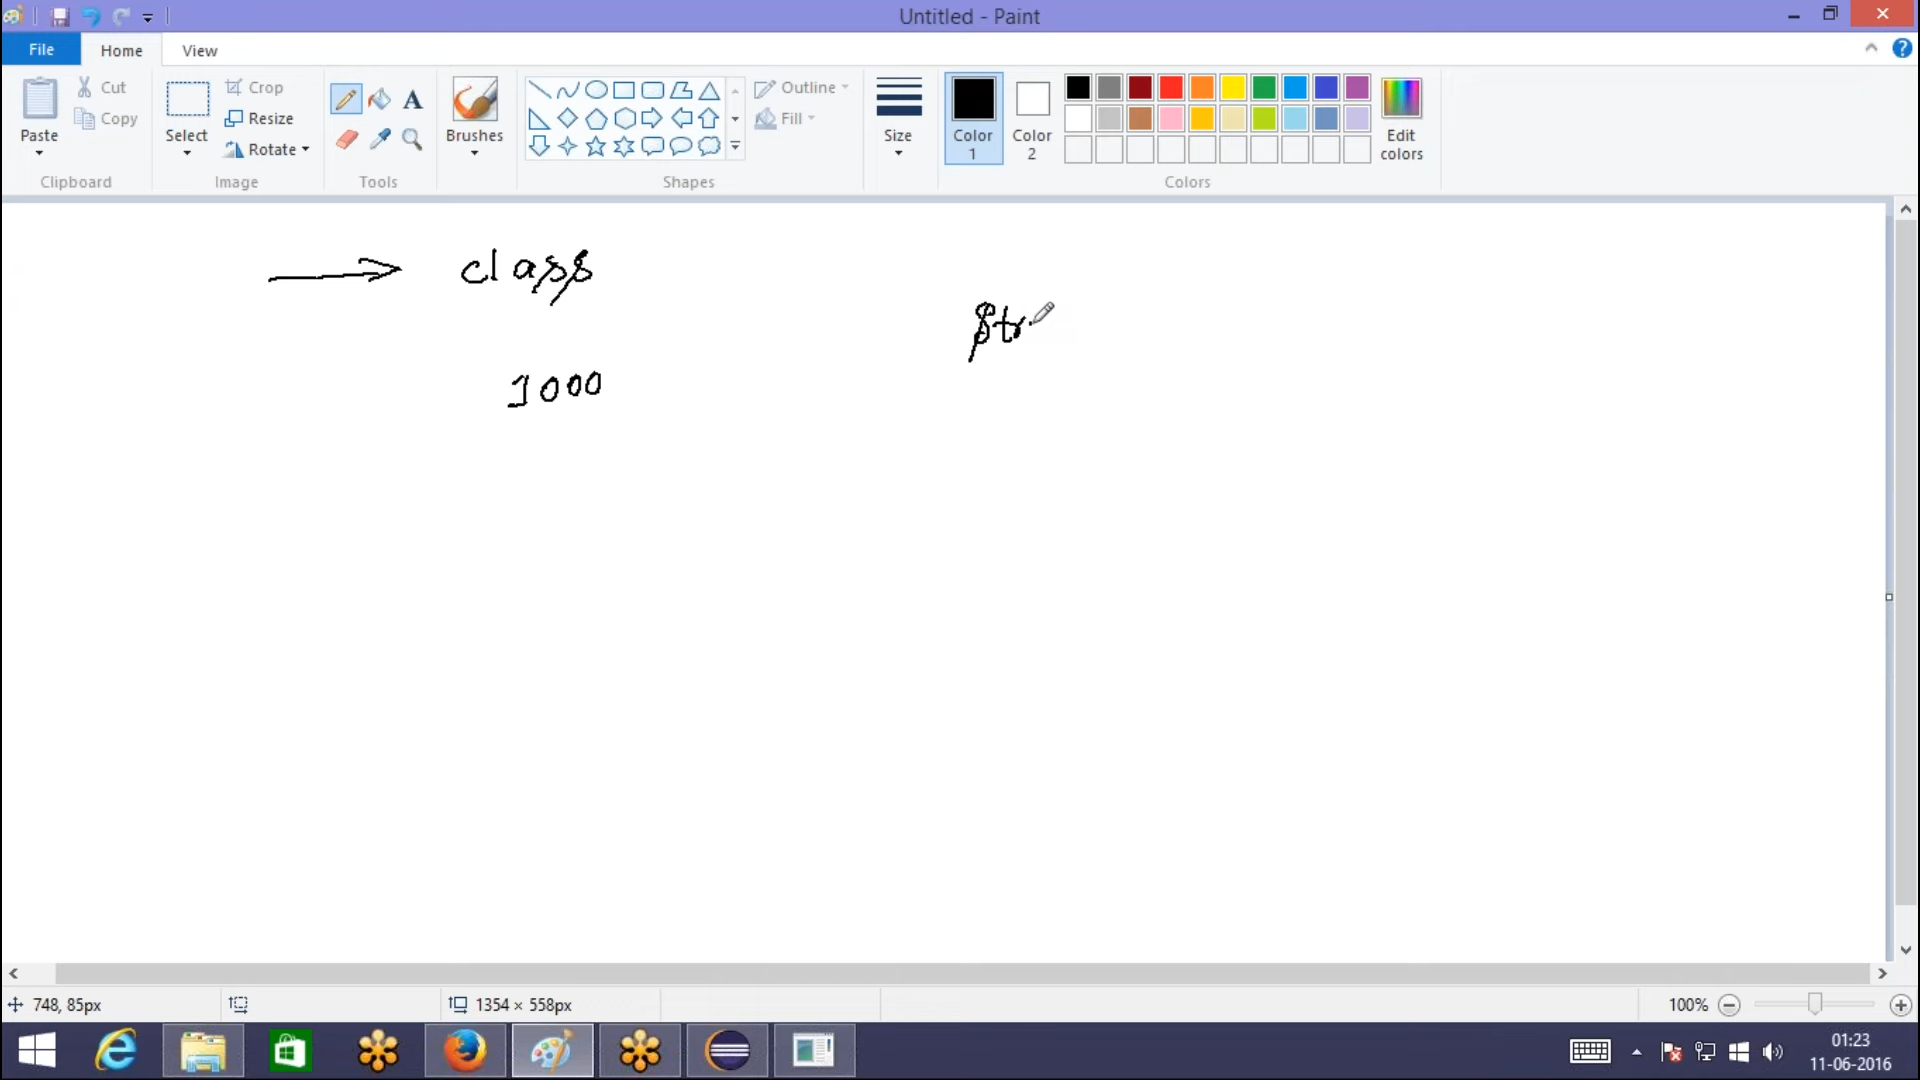 Untitled - Paint
File Home View
Paste
Cut
Copy
Clipboard
Select
Crop
Resize
Rotate
Image
Tools
Brushes
Shapes
Outline
Fill
Size
Color 1
Color 2
Edit colors
Colors
class
Str
1000
748, 85px
1354 × 558px
100%
01:23
11-06-2016